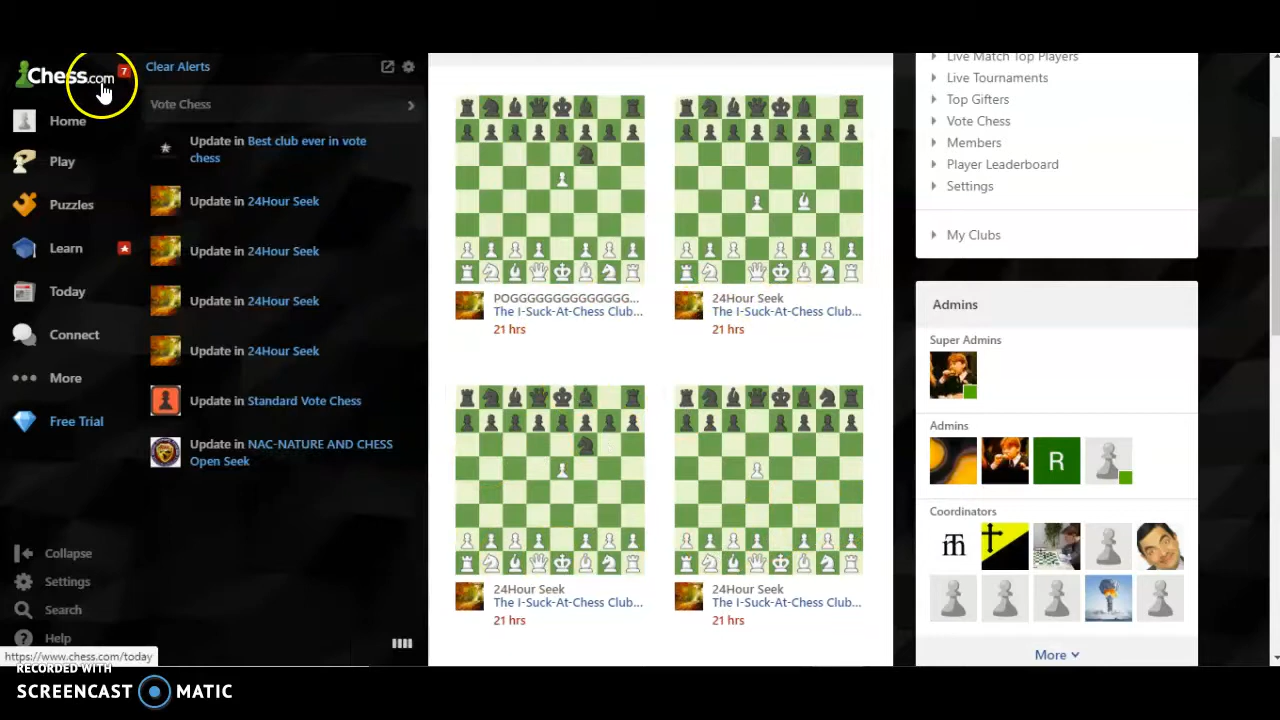 Chess.com
7
Home
Play
Puzzles
Learn
Today
Connect
More
Free Trial
Collapse
Settings
Search
Help
https://www.chess.com/today
RECORDED WITH
SCREENCAST MATIC
Clear Alerts
Vote Chess
Update in Best club ever in vote
chess
Update in 24Hour Seek
Update in 24Hour Seek
Update in 24Hour Seek
Update in 24Hour Seek
Update in Standard Vote Chess
Update in NAC-NATURE AND CHESS
Open Seek
POGGGGGGGGGGGGGG...
The I-Suck-At-Chess Club...
21 hrs
24Hour Seek
The I-Suck-At-Chess Club...
21 hrs
24Hour Seek
The I-Suck-At-Chess Club...
21 hrs
24Hour Seek
The I-Suck-At-Chess Club...
21 hrs
Live Match Top Players
Live Tournaments
Top Gifters
Vote Chess
Members
Player Leaderboard
Settings
My Clubs
Admins
Super Admins
Admins
R
Coordinators
More